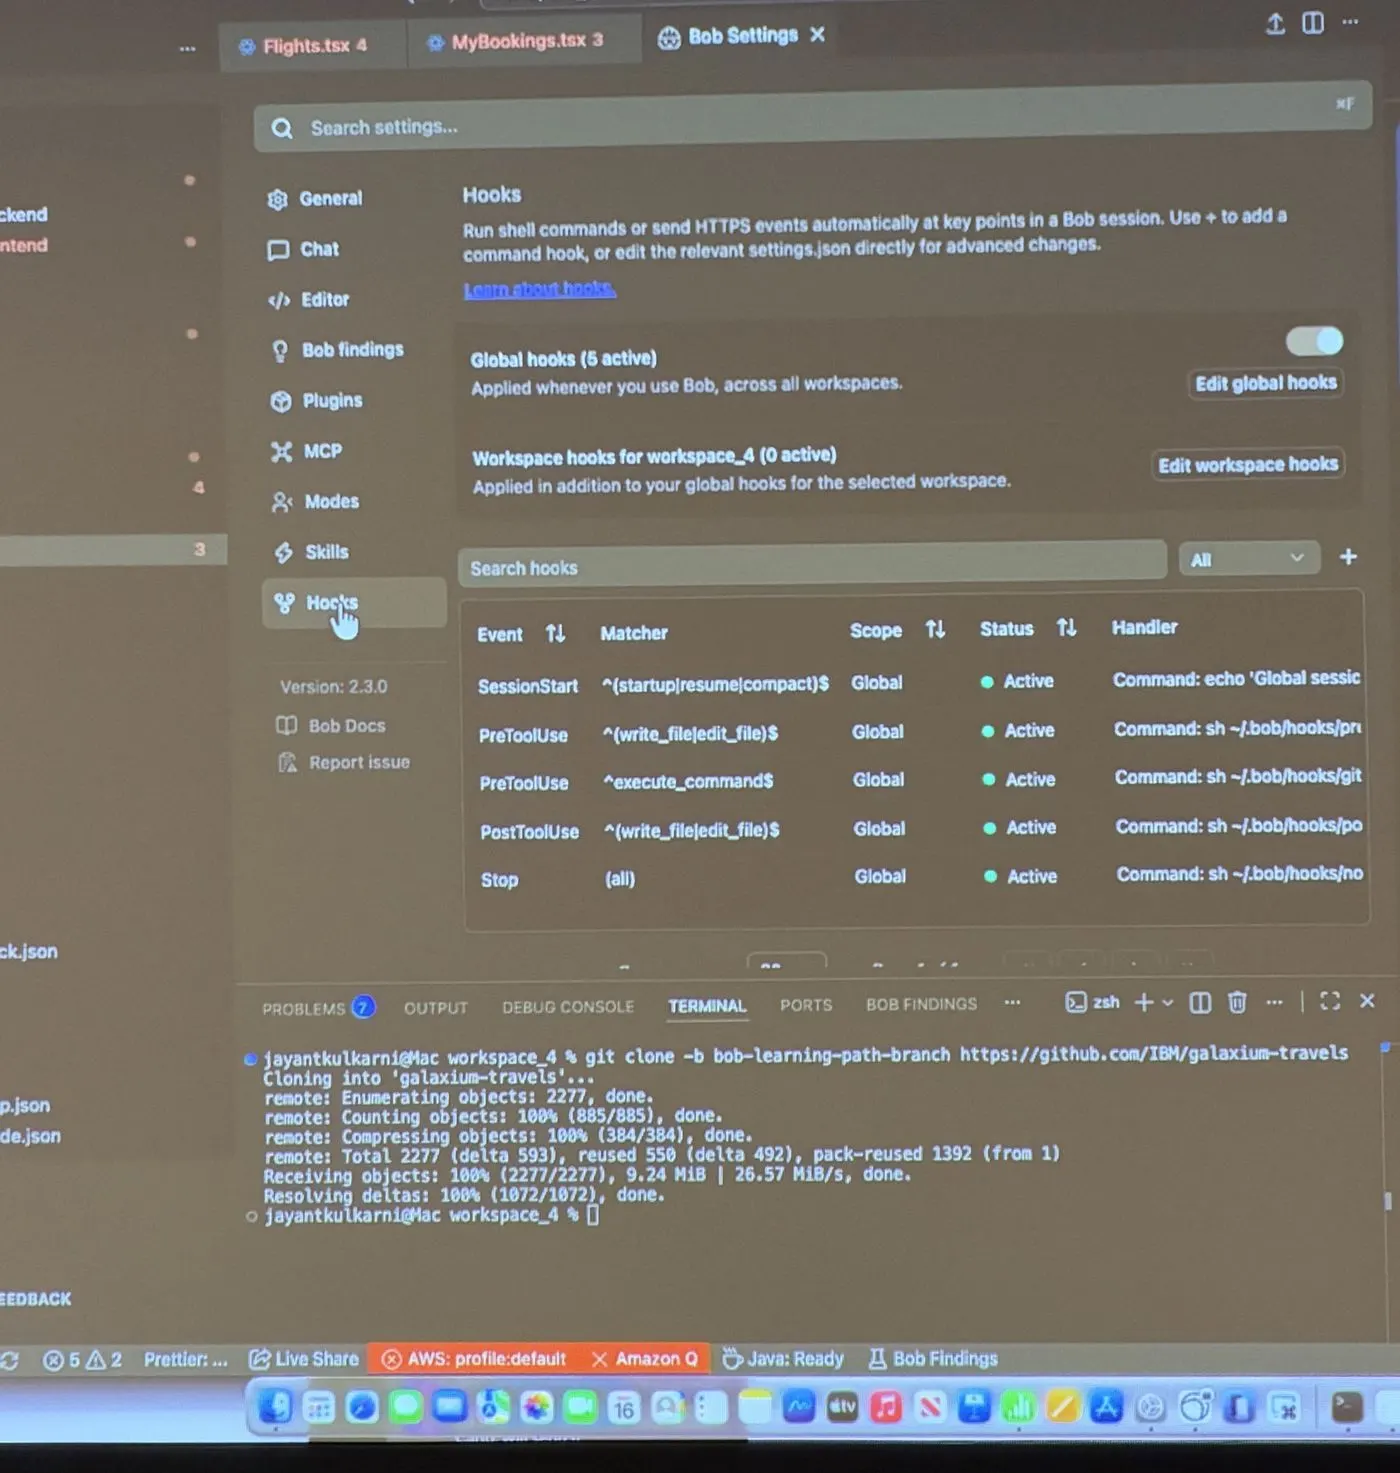 Flights.tsx 4
MyBookings.tsx 3
Bob Settings
Search settings...
⌘F
ckend
ntend
4
3
ck.json
p.json
de.json
EEDBACK
General
Chat
Editor
Bob findings
Plugins
MCP
Modes
Skills
Hooks
Version: 2.3.0
Bob Docs
Report issue
Hooks
Run shell commands or send HTTPS events automatically at key points in a Bob session. Use + to add a
command hook, or edit the relevant settings.json directly for advanced changes.
Learn about hooks.
Global hooks (5 active)
Applied whenever you use Bob, across all workspaces.
Edit global hooks
Workspace hooks for workspace_4 (0 active)
Applied in addition to your global hooks for the selected workspace.
Edit workspace hooks
Search hooks
All
Event Matcher Scope Status Handler
SessionStart ^(startup|resume|compact)$ Global Active Command: echo 'Global sessic
PreToolUse ^(write_file|edit_file)$ Global Active Command: sh ~/.bob/hooks/pr
PreToolUse ^execute_command$ Global Active Command: sh ~/.bob/hooks/git
PostToolUse ^(write_file|edit_file)$ Global Active Command: sh ~/.bob/hooks/po
Stop (all) Global Active Command: sh ~/.bob/hooks/no
PROBLEMS 7 OUTPUT DEBUG CONSOLE TERMINAL PORTS BOB FINDINGS ... zsh
jayantkulkarni@Mac workspace_4 % git clone -b bob-learning-path-branch https://github.com/IBM/galaxium-travels
Cloning into 'galaxium-travels'...
remote: Enumerating objects: 2277, done.
remote: Counting objects: 100% (885/885), done.
remote: Compressing objects: 100% (384/384), done.
remote: Total 2277 (delta 593), reused 550 (delta 492), pack-reused 1392 (from 1)
Receiving objects: 100% (2277/2277), 9.24 MiB | 26.57 MiB/s, done.
Resolving deltas: 100% (1072/1072), done.
jayantkulkarni@Mac workspace_4 %
5 2 Prettier: ... Live Share AWS: profile:default Amazon Q Java: Ready Bob Findings
16
tv